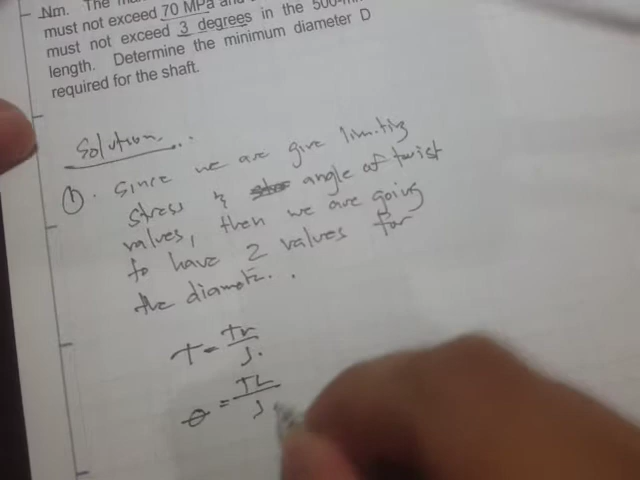 Nm. The
must not exceed 70 MPa and
must not exceed 3 degrees in the 500-m
length. Determine the minimum diameter D
required for the shaft.
Solution...
1. Since we are give limiting
stress & angle of twist
values, then we are going
to have 2 values for
the diamete..
τ = Tr/J.
θ = TL/J